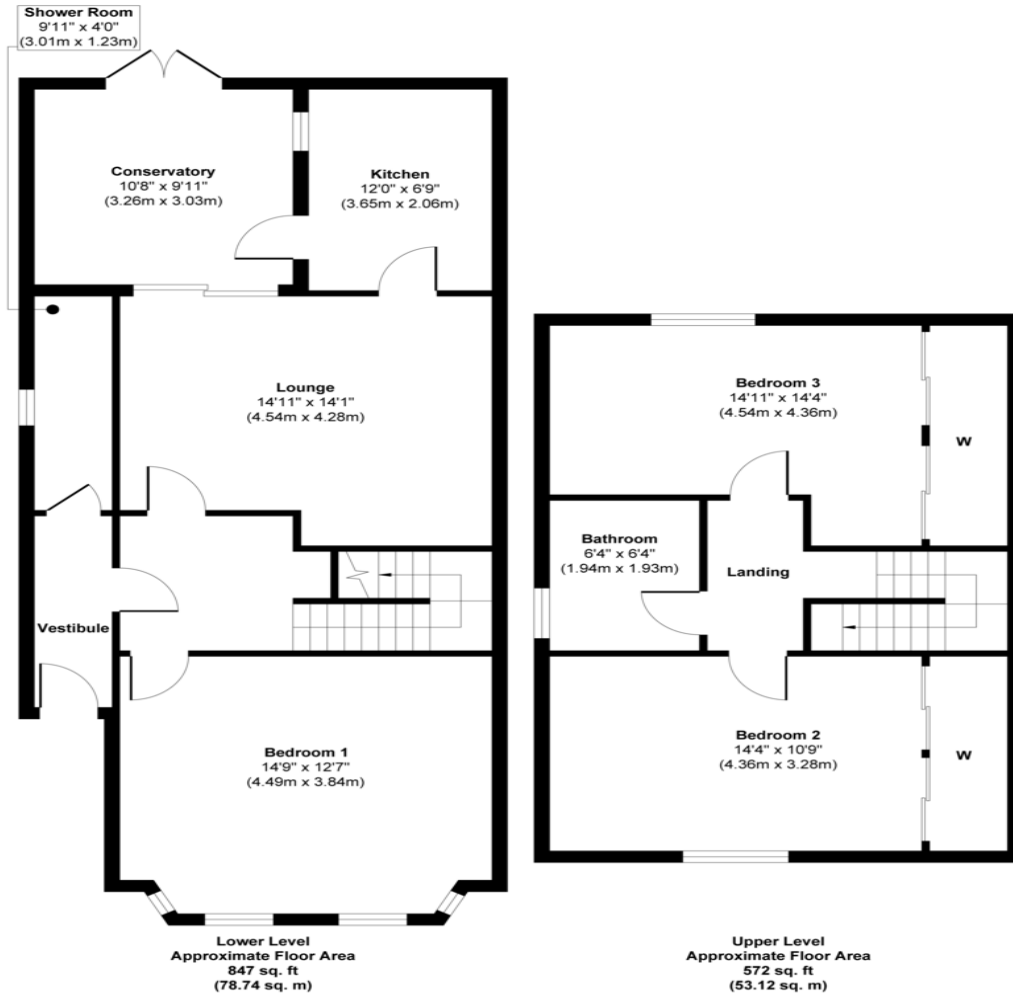 Shower Room
9'11" x 4'0"
(3.01m x 1.23m)
Conservatory
10'8" x 9'11"
(3.26m x 3.03m)
Kitchen
12'0" x 6'9"
(3.65m x 2.06m)
Lounge
14'11" x 14'1"
(4.54m x 4.28m)
Vestibule
Bedroom 1
14'9" x 12'7"
(4.49m x 3.84m)
Lower Level
Approximate Floor Area
847 sq. ft
(78.74 sq. m)
Bedroom 3
14'11" x 14'4"
(4.54m x 4.36m)
W
Bathroom
6'4" x 6'4"
(1.94m x 1.93m)
Landing
Bedroom 2
14'4" x 10'9"
(4.36m x 3.28m)
W
Upper Level
Approximate Floor Area
572 sq. ft
(53.12 sq. m)